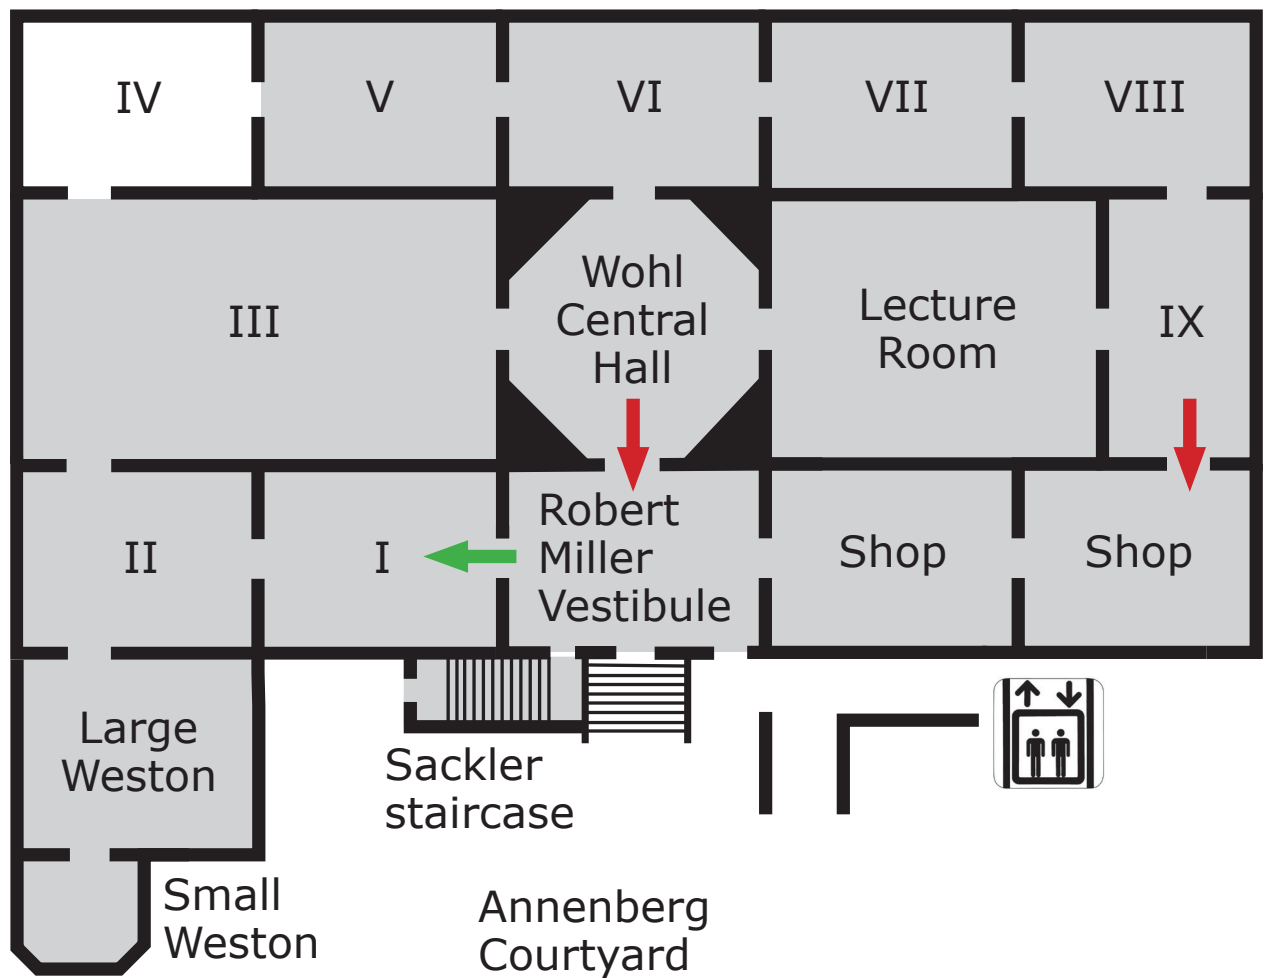 IV
V
VI
VII
VIII
III
Wohl
Central
Hall
Lecture
Room
IX
II
I
Robert
Miller
Vestibule
Shop
Shop
Large
Weston
Sackler
staircase
Small
Weston
Annenberg
Courtyard